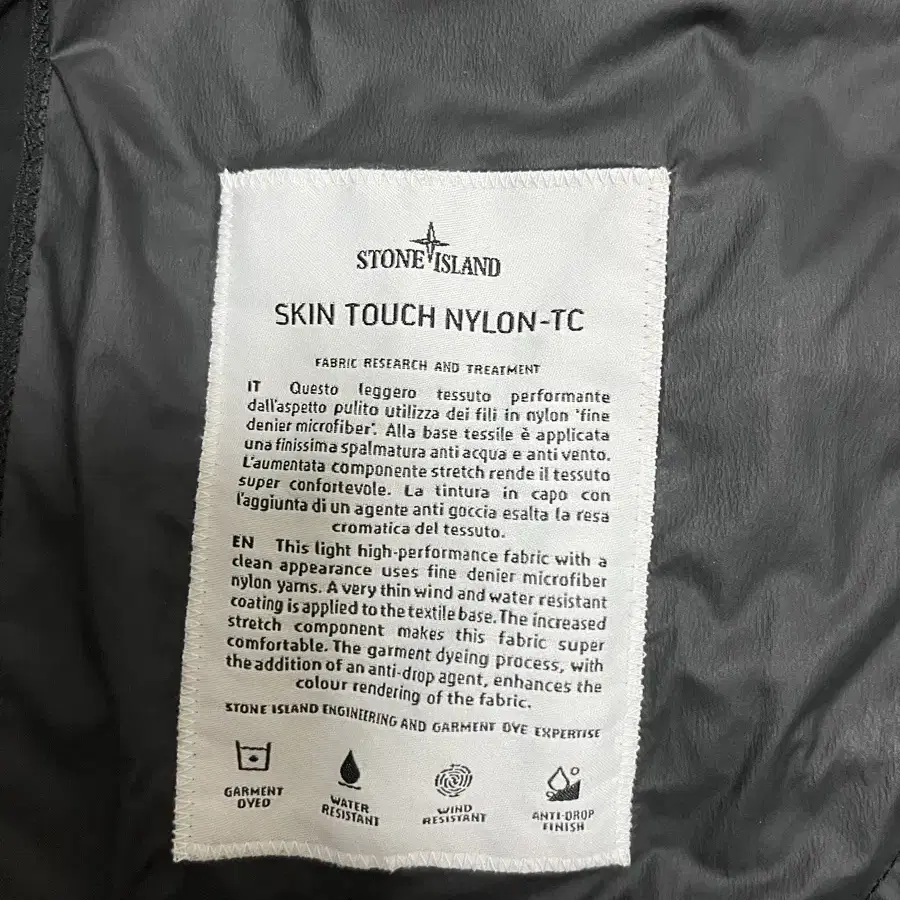 STONE ISLAND
SKIN TOUCH NYLON-TC
FABRIC RESEARCH AND TREATMENT
IT Questo leggero tessuto performante
dall'aspetto pulito utilizza dei fili in nylon 'fine
denier microfiber'. Alla base tessile è applicata
una finissima spalmatura anti acqua e anti vento.
L'aumentata componente stretch rende il tessuto
super confortevole. La tintura in capo con
l'aggiunta di un agente anti goccia esalta la resa
cromatica del tessuto.
EN This light high-performance fabric with a
clean appearance uses fine denier microfiber
nylon yarns. A very thin wind and water resistant
coating is applied to the textile base. The increased
stretch component makes this fabric super
comfortable. The garment dyeing process, with
the addition of an anti-drop agent, enhances the
colour rendering of the fabric.
STONE ISLAND ENGINEERING AND GARMENT DYE EXPERTISE
GARMENT
DYED
WATER
RESISTANT
WIND
RESISTANT
ANTI-DROP
FINISH